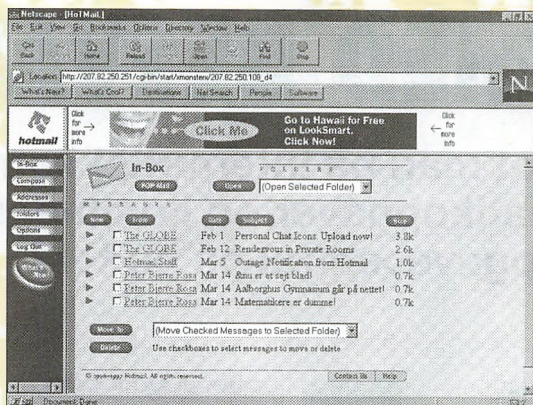 Netscape - [HoTMaiL]
File Edit View Go Bookmarks Options Directory Window Help
Back Home Reload Open Find Stop
Location: http://207.82.250.251/cgi-bin/start/xmonsterx/207.82.250.108_d4
What's New? What's Cool? Destinations Net Search People Software
N
hotmail
Click for more info
Click Me
Go to Hawaii for Free
on LookSmart.
Click Now!
Click for more info
In-Box
Compose
Addresses
Folders
Options
Log Out
What's New
In-Box
FOLDERS
POP Mail Open (Open Selected Folder)
MESSAGES
New From Date Subject Size
The GLOBE Feb 1 Personal Chat Icons. Upload now! 3.8k
The GLOBE Feb 12 Rendezvous in Private Rooms 2.6k
Hotmail Staff Mar 5 Outage Notification from Hotmail 1.0k
Peter Bjerre Rosa Mar 14 &nu er et sejt blad! 0.7k
Peter Bjerre Rosa Mar 14 Aalborghus Gymnasium går på nettet! 0.7k
Peter Bjerre Rosa Mar 14 Matematikere er dumme! 0.7k
Move To (Move Checked Messages to Selected Folder)
Delete Use checkboxes to select messages to move or delete
© 1996-1997 Hotmail. All rights reserved.
Contact Us Help
Document: Done